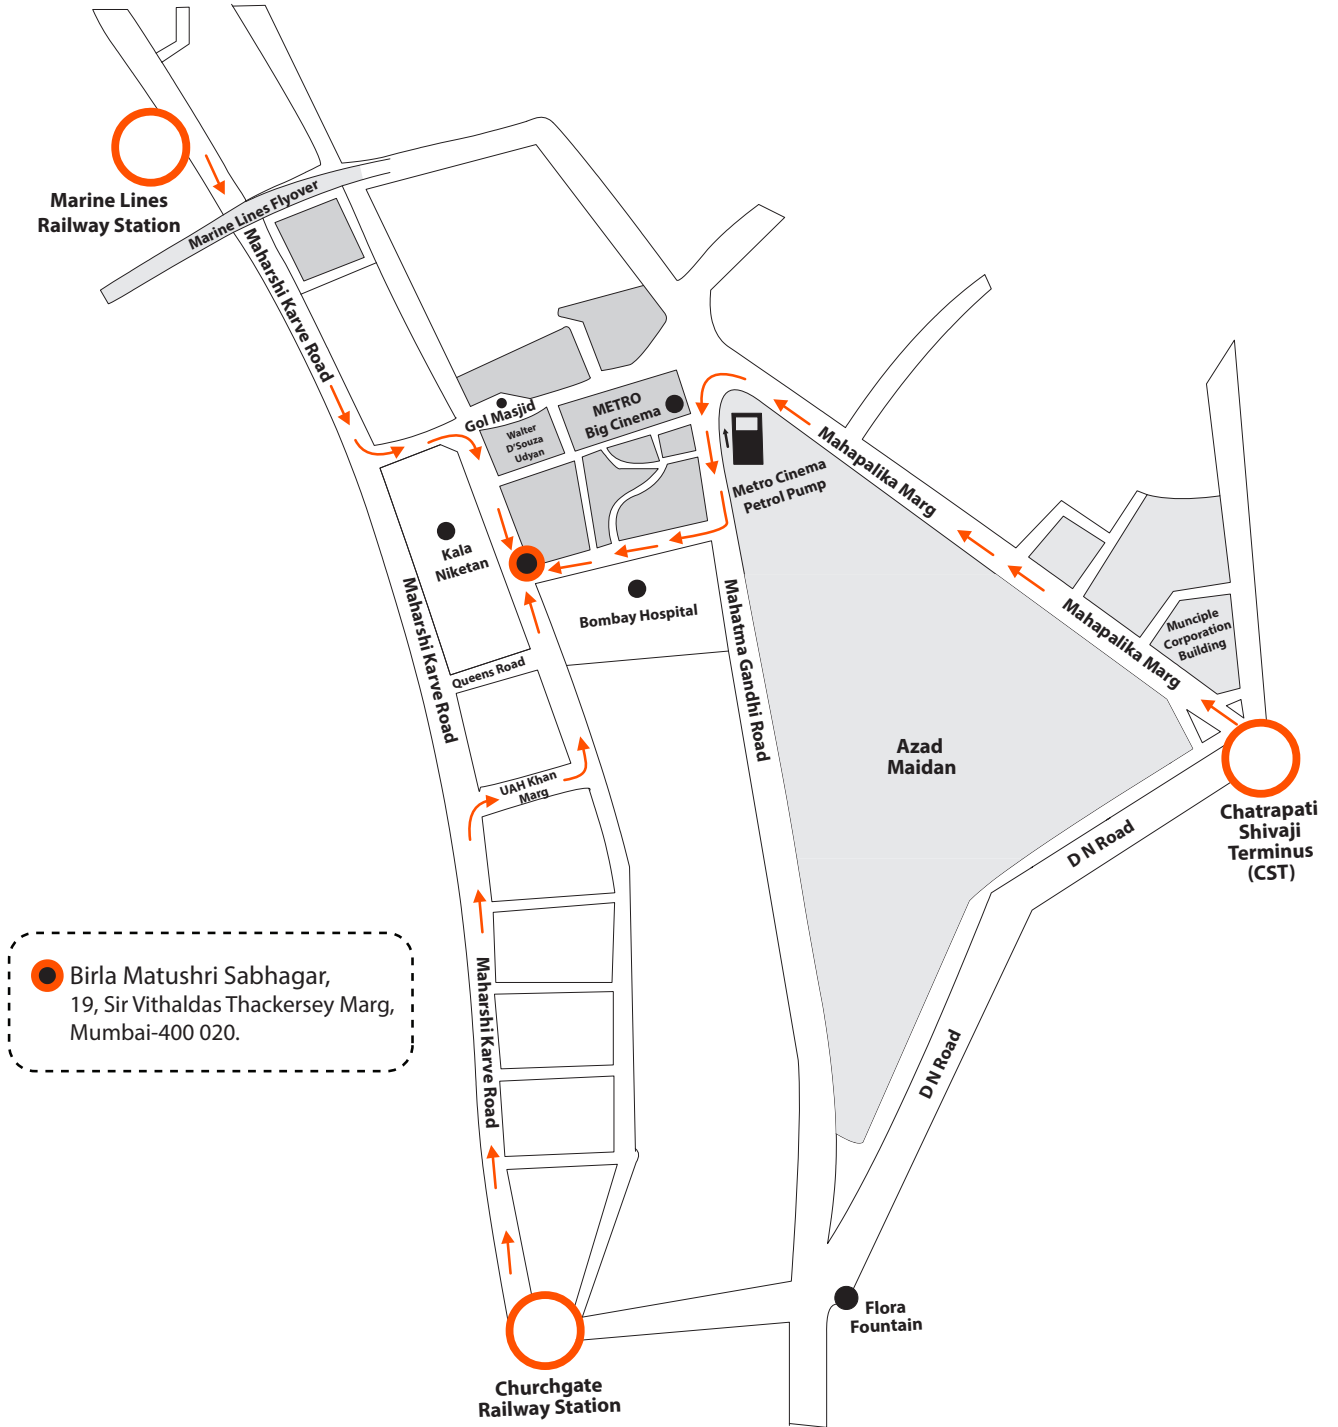 Marine Lines
Railway Station
Marine Lines Flyover
Maharshi Karve Road
Gol Masjid
METRO
Big Cinema
Walter
D'Souza
Udyan
Mahapalika Marg
Metro Cinema
Petrol Pump
Kala
Niketan
Bombay Hospital
Maharshi Karve Road
Queens Road
Mahatma Gandhi Road
Mahapalika Marg
Munciple
Corporation
Building
Azad
Maidan
UAH Khan
Marg
Chatrapati
Shivaji
Terminus
(CST)
D N Road
Birla Matushri Sabhagar,
19, Sir Vithaldas Thackersey Marg,
Mumbai-400 020.
Maharshi Karve Road
D N Road
Flora
Fountain
Churchgate
Railway Station